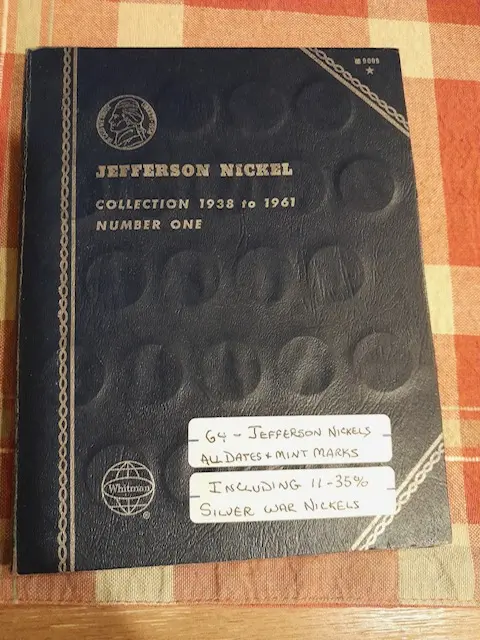 5005
JEFFERSON NICKEL
COLLECTION 1938 to 1961
NUMBER ONE
64 - JEFFERSON NICKELS
ALL DATES & MINT MARKS
INCLUDING 11-35%
SILVER WAR NICKELS
Whitman
®